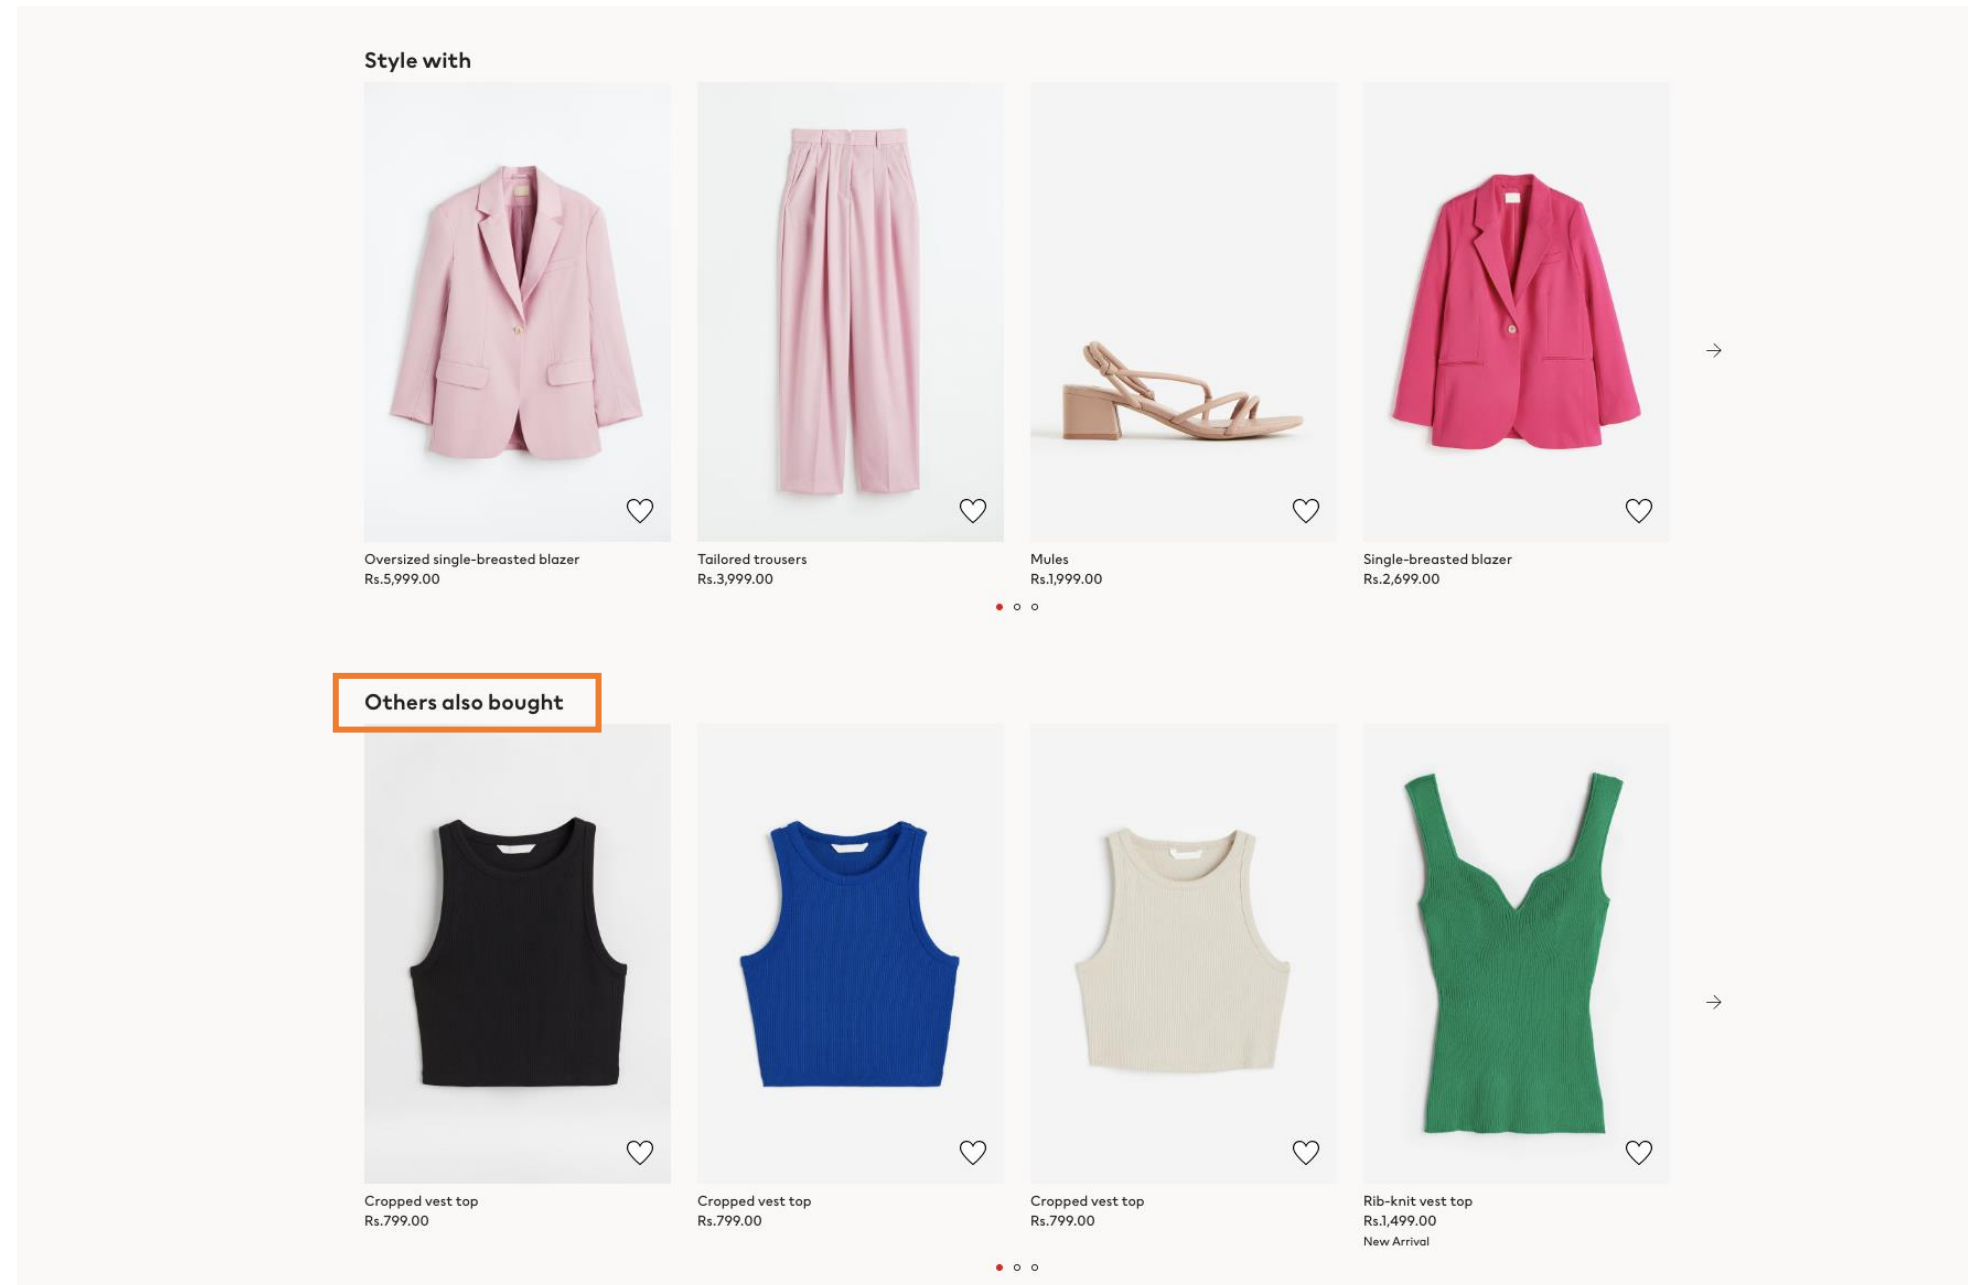 Style with
Oversized single-breasted blazer
Rs.5,999.00
Tailored trousers
Rs.3,999.00
Mules
Rs.1,999.00
Single-breasted blazer
Rs.2,699.00
Others also bought
Cropped vest top
Rs.799.00
Cropped vest top
Rs.799.00
Cropped vest top
Rs.799.00
Rib-knit vest top
Rs.1,499.00
New Arrival